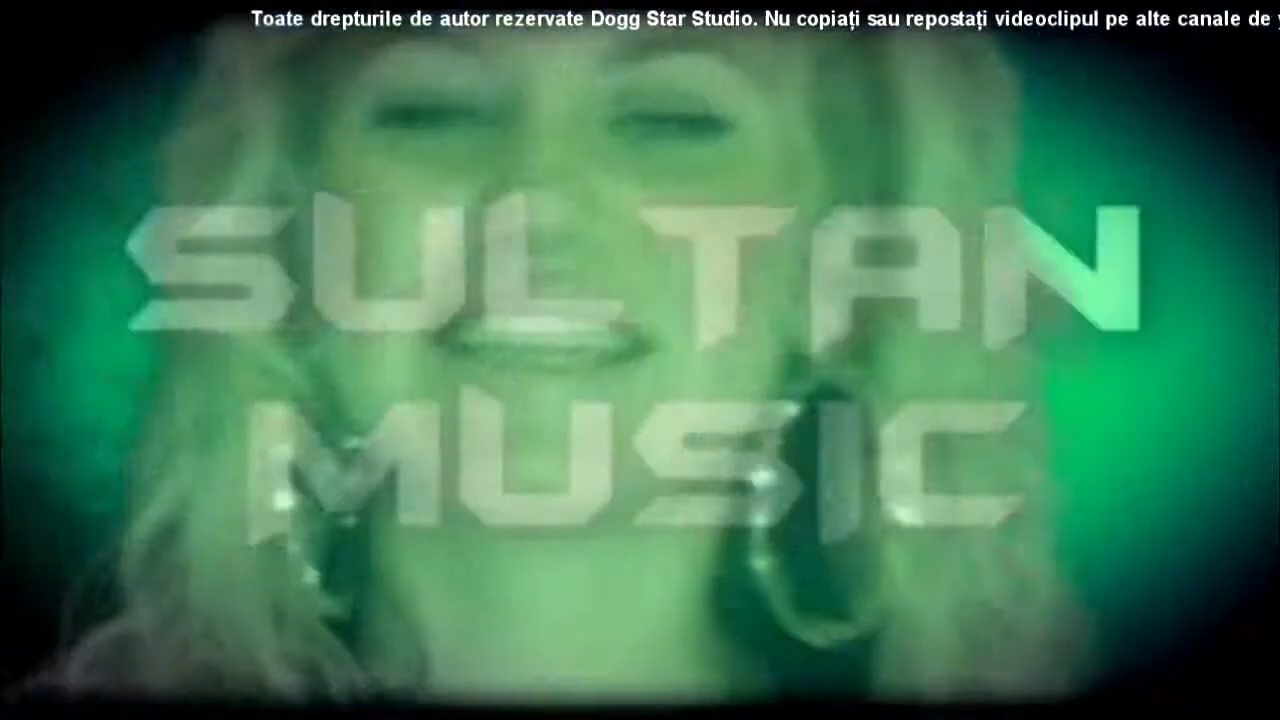 Toate drepturile de autor rezervate Dogg Star Studio. Nu copiați sau repostați videoclipul pe alte canale de
SULTAN
MUSIC